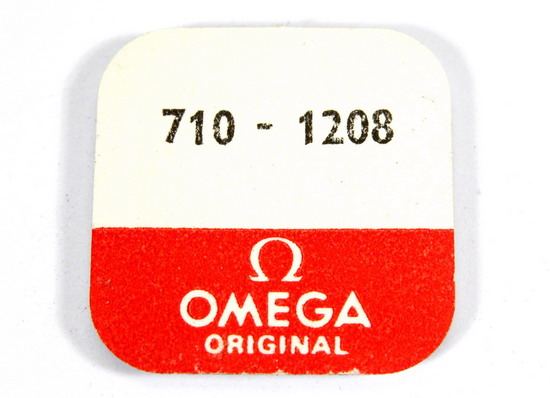 710 - 1208
Ω
OMEGA
ORIGINAL